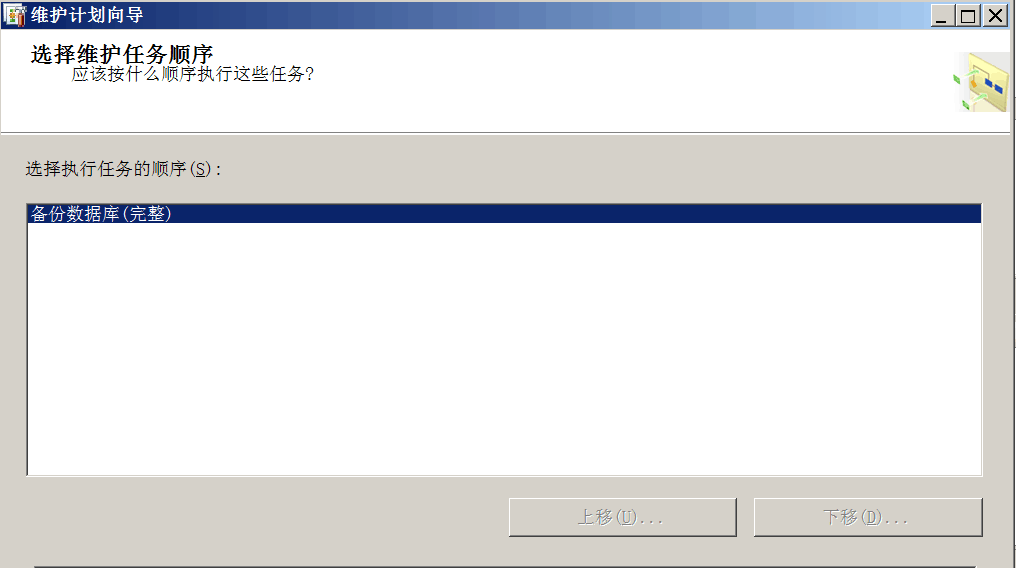 维护计划向导
选择维护任务顺序
应该按什么顺序执行这些任务?
选择执行任务的顺序(S):
备份数据库(完整)
上移(U)...
下移(D)...